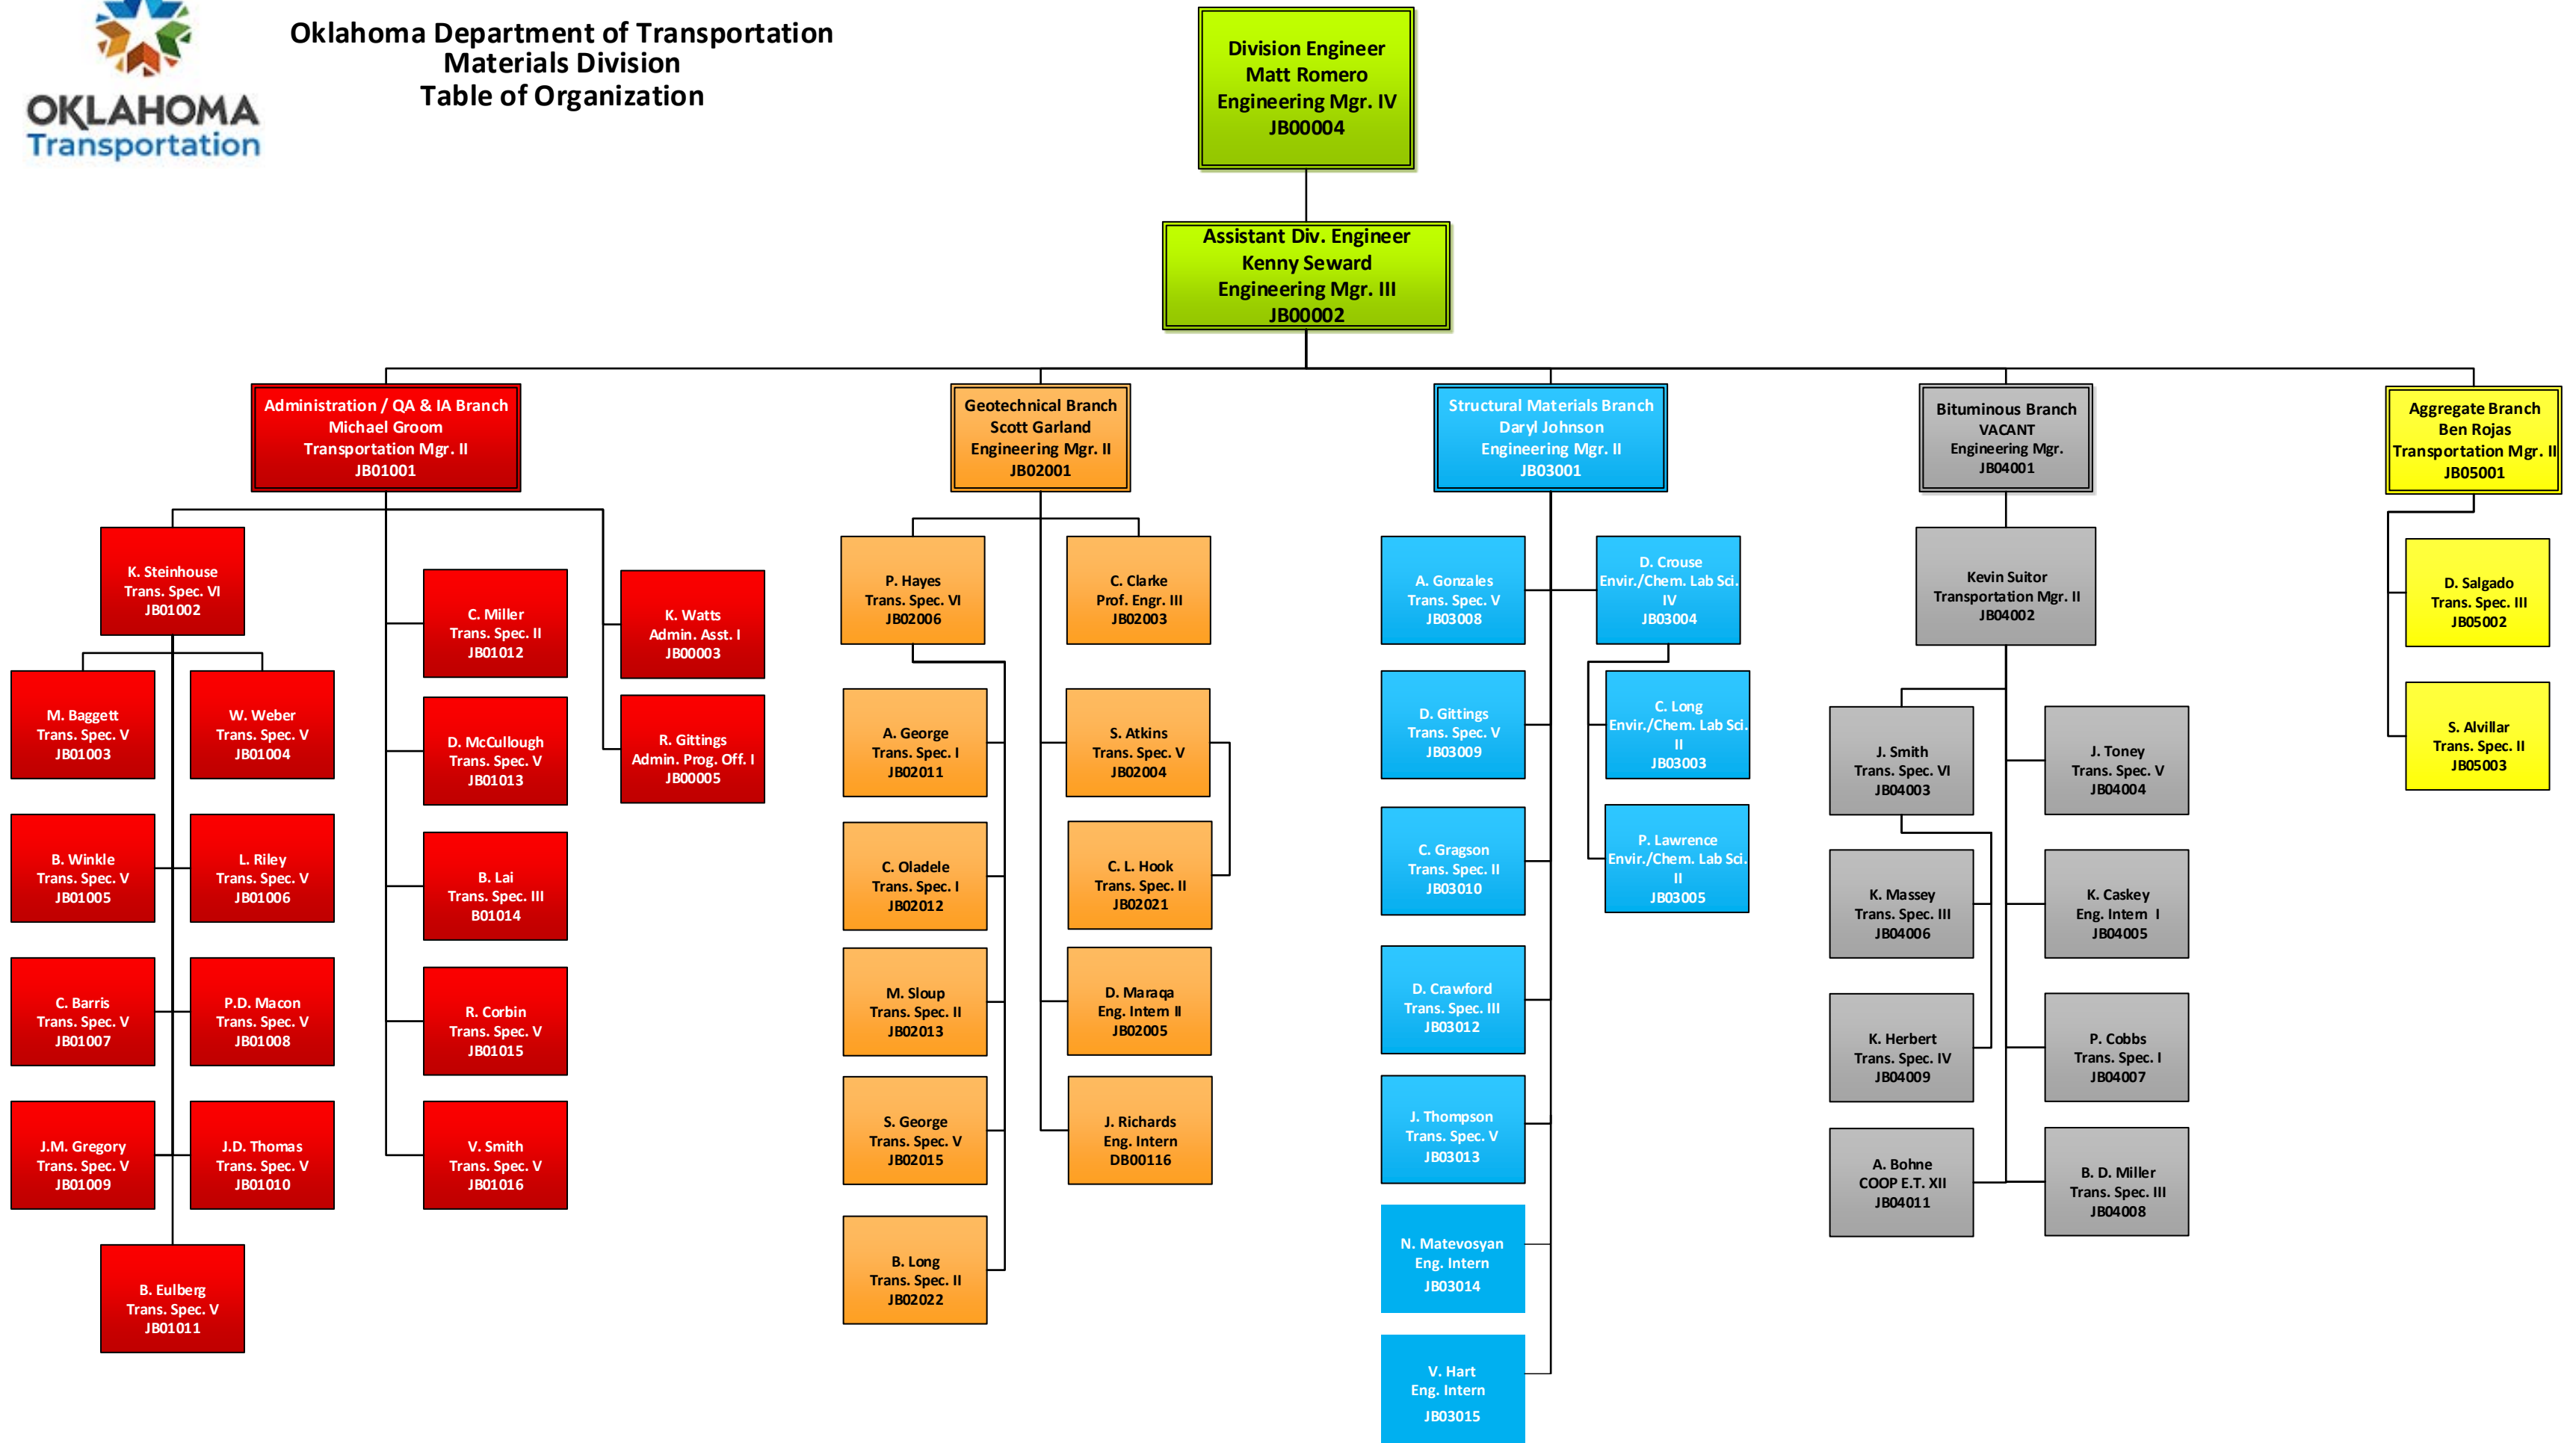 OKLAHOMA
Transportation
Oklahoma Department of Transportation
Materials Division
Table of Organization
Division Engineer
Matt Romero
Engineering Mgr. IV
JB00004
Assistant Div. Engineer
Kenny Seward
Engineering Mgr. III
JB00002
Administration / QA & IA Branch
Michael Groom
Transportation Mgr. II
JB01001
K. Steinhouse
Trans. Spec. VI
JB01002
M. Baggett
Trans. Spec. V
JB01003
W. Weber
Trans. Spec. V
JB01004
B. Winkle
Trans. Spec. V
JB01005
L. Riley
Trans. Spec. V
JB01006
C. Barris
Trans. Spec. V
JB01007
P.D. Macon
Trans. Spec. V
JB01008
J.M. Gregory
Trans. Spec. V
JB01009
J.D. Thomas
Trans. Spec. V
JB01010
B. Eulberg
Trans. Spec. V
JB01011
C. Miller
Trans. Spec. II
JB01012
D. McCullough
Trans. Spec. V
JB01013
B. Lai
Trans. Spec. III
B01014
R. Corbin
Trans. Spec. V
JB01015
V. Smith
Trans. Spec. V
JB01016
K. Watts
Admin. Asst. I
JB00003
R. Gittings
Admin. Prog. Off. I
JB00005
Geotechnical Branch
Scott Garland
Engineering Mgr. II
JB02001
P. Hayes
Trans. Spec. VI
JB02006
C. Clarke
Prof. Engr. III
JB02003
A. George
Trans. Spec. I
JB02011
S. Atkins
Trans. Spec. V
JB02004
C. Oladele
Trans. Spec. I
JB02012
C. L. Hook
Trans. Spec. II
JB02021
M. Sloup
Trans. Spec. II
JB02013
D. Maraqa
Eng. Intern II
JB02005
S. George
Trans. Spec. V
JB02015
J. Richards
Eng. Intern
DB00116
B. Long
Trans. Spec. II
JB02022
Structural Materials Branch
Daryl Johnson
Engineering Mgr. II
JB03001
A. Gonzales
Trans. Spec. V
JB03008
D. Crouse
Envir./Chem. Lab Sci.
IV
JB03004
D. Gittings
Trans. Spec. V
JB03009
C. Long
Envir./Chem. Lab Sci.
II
JB03003
C. Gragson
Trans. Spec. II
JB03010
P. Lawrence
Envir./Chem. Lab Sci.
II
JB03005
D. Crawford
Trans. Spec. III
JB03012
J. Thompson
Trans. Spec. V
JB03013
N. Matevosyan
Eng. Intern
JB03014
V. Hart
Eng. Intern
JB03015
Bituminous Branch
VACANT
Engineering Mgr.
JB04001
Kevin Suitor
Transportation Mgr. II
JB04002
J. Smith
Trans. Spec. VI
JB04003
J. Toney
Trans. Spec. V
JB04004
K. Massey
Trans. Spec. III
JB04006
K. Caskey
Eng. Intern I
JB04005
K. Herbert
Trans. Spec. IV
JB04009
P. Cobbs
Trans. Spec. I
JB04007
A. Bohne
COOP E.T. XII
JB04011
B. D. Miller
Trans. Spec. III
JB04008
Aggregate Branch
Ben Rojas
Transportation Mgr. II
JB05001
D. Salgado
Trans. Spec. III
JB05002
S. Alvillar
Trans. Spec. II
JB05003